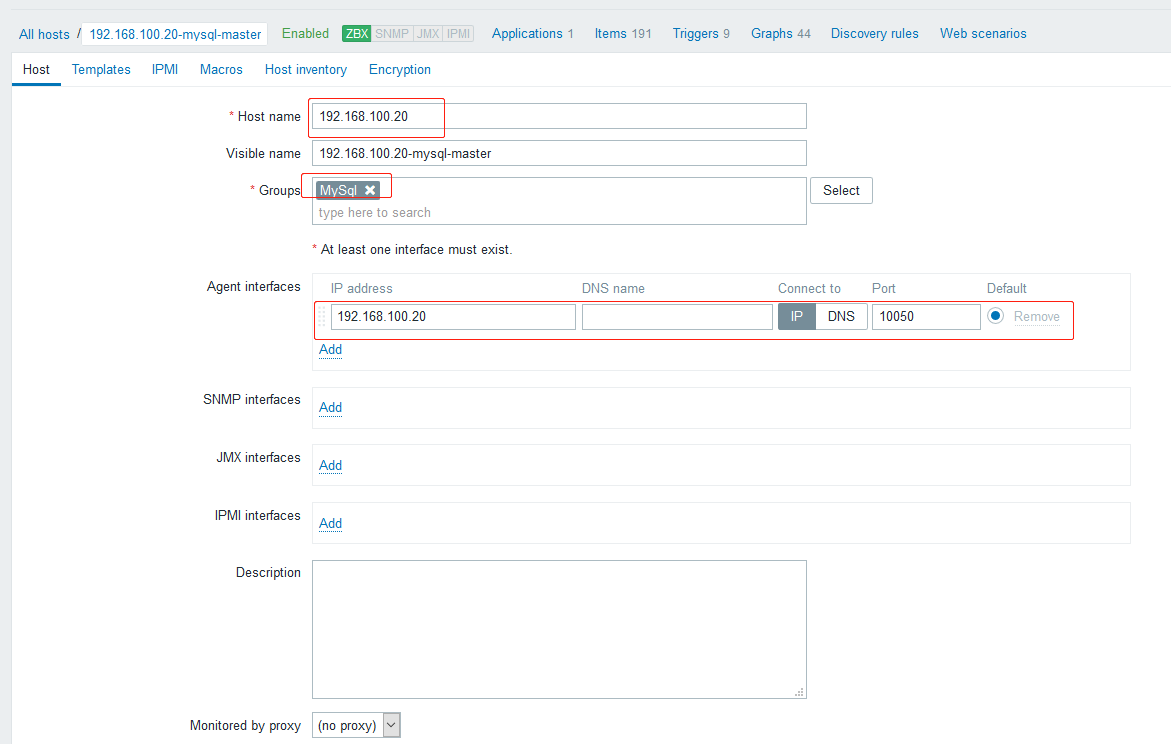 All hosts / 192.168.100.20-mysql-master Enabled ZBX SNMP JMX IPMI Applications 1 Items 191 Triggers 9 Graphs 44 Discovery rules Web scenarios
Host Templates IPMI Macros Host inventory Encryption
* Host name 192.168.100.20
Visible name 192.168.100.20-mysql-master
* Groups MySql Select
type here to search
* At least one interface must exist.
Agent interfaces IP address DNS name Connect to Port Default
192.168.100.20 IP DNS 10050 Remove
Add
SNMP interfaces Add
JMX interfaces Add
IPMI interfaces Add
Description
Monitored by proxy (no proxy)